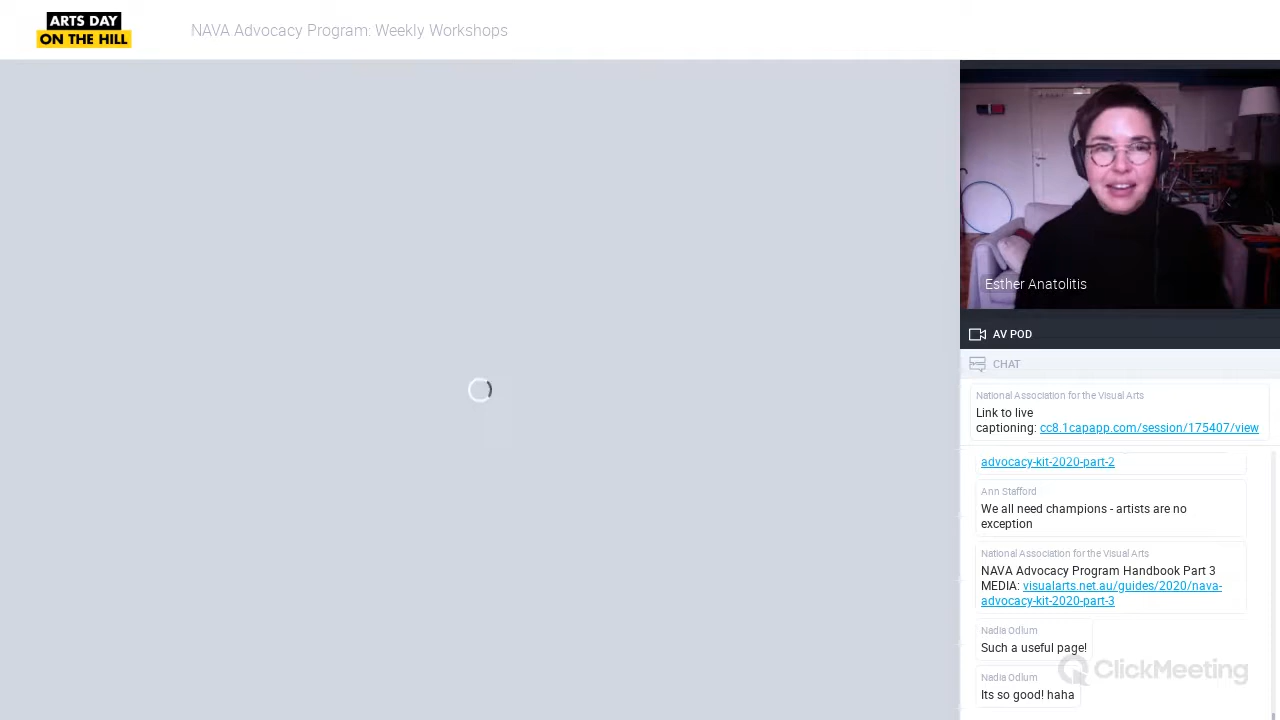 ARTS DAY
ON THE HILL
NAVA Advocacy Program: Weekly Workshops
Esther Anatolitis
AV POD
CHAT
National Association for the Visual Arts
Link to live
captioning: cc8.1capapp.com/session/175407/view
advocacy-kit-2020-part-2
Ann Stafford
We all need champions - artists are no
exception
National Association for the Visual Arts
NAVA Advocacy Program Handbook Part 3
MEDIA: visualarts.net.au/guides/2020/nava-
advocacy-kit-2020-part-3
Nadia Odlum
Such a useful page!
ClickMeeting
Nadia Odlum
Its so good! haha